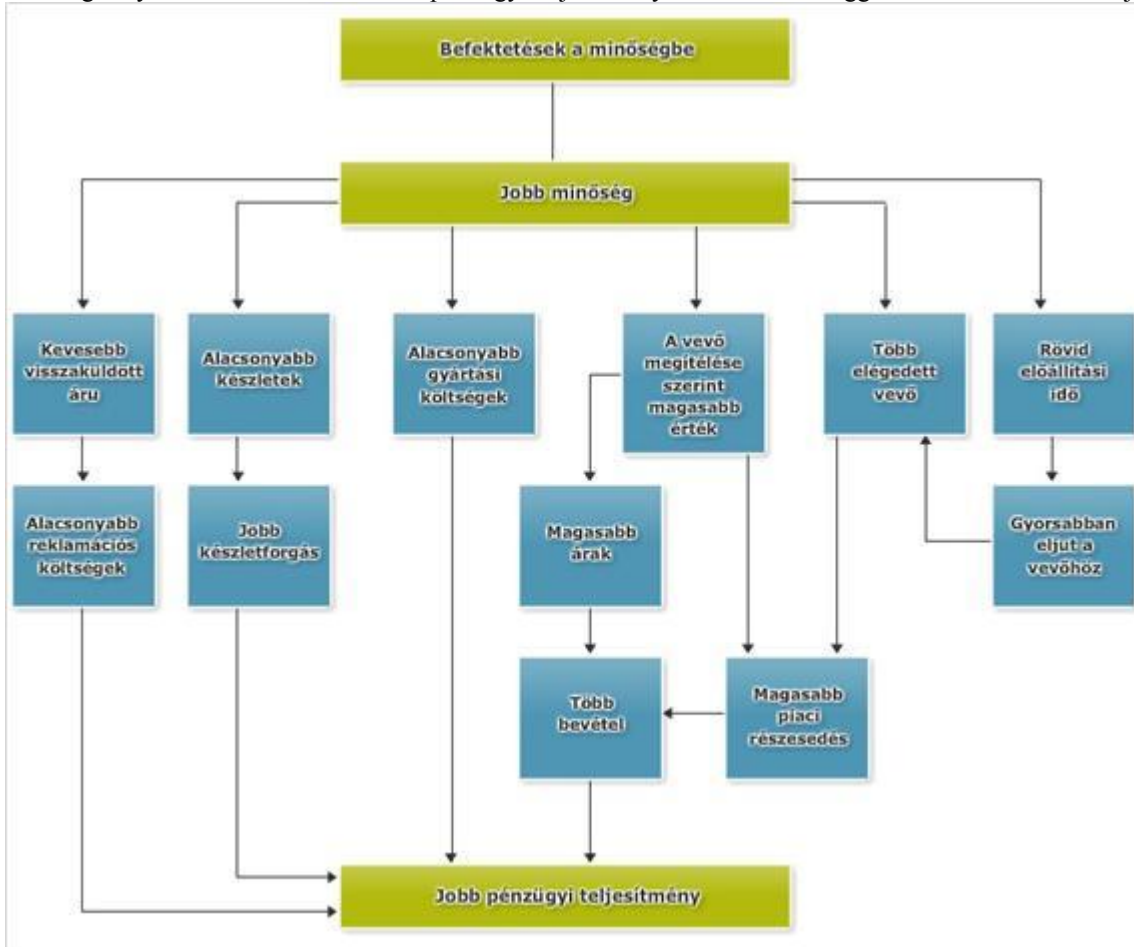 Befektetések a minőségbe
Jobb minőség
Kevesebb
visszaküldött
áru
Alacsonyabb
készletek
Alacsonyabb
gyártási
költségek
A vevő
megítélése
szerint
magasabb
érték
Több
elégedett
vevő
Rövid
előállítási
idő
Alacsonyabb
reklamációs
költségek
Jobb
készletforgás
Magasabb
árak
Gyorsabban
eljut a
vevőhöz
Több
bevétel
Magasabb
piaci
részesedés
Jobb pénzügyi teljesítmény